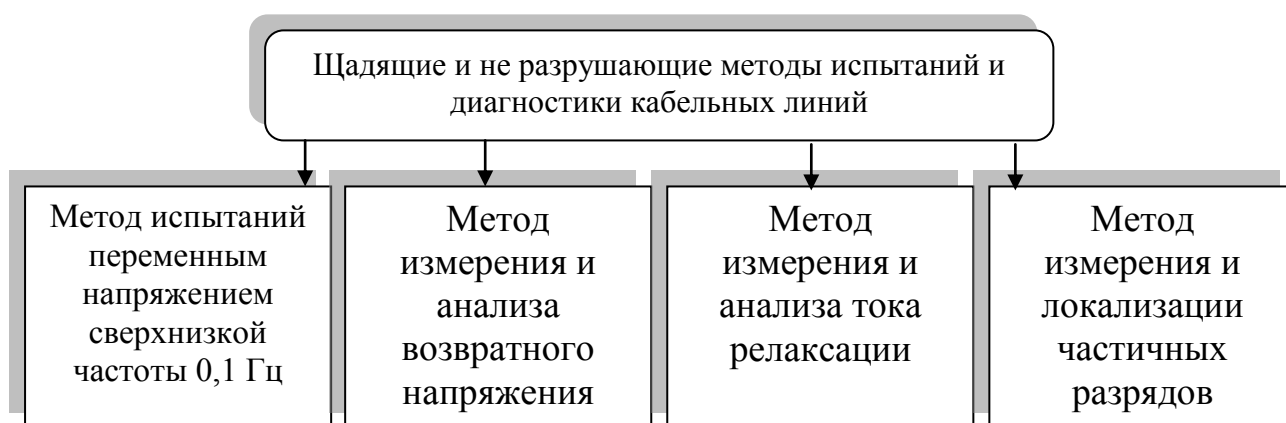 Щадящие и не разрушающие методы испытаний и
диагностики кабельных линий
Метод испытаний
переменным
напряжением
сверхнизкой
частоты 0,1 Гц
Метод
измерения и
анализа
возвратного
напряжения
Метод
измерения и
анализа тока
релаксации
Метод
измерения и
локализации
частичных
разрядов